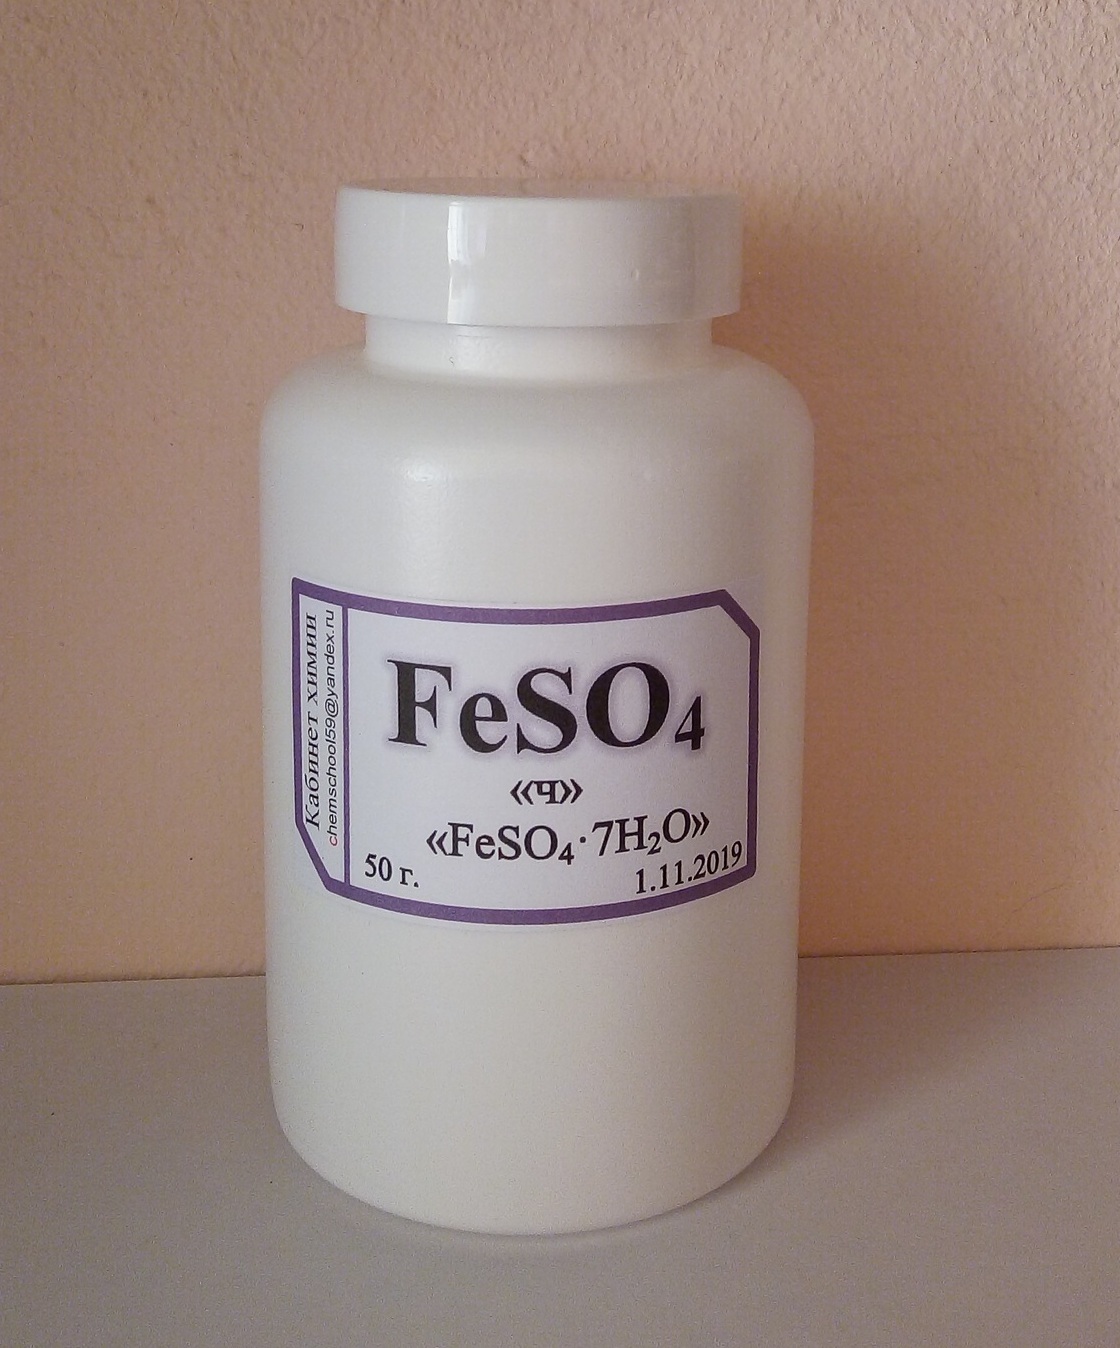 Кабинет химии
chemschool59@yandex.ru
FeSO₄
«ч»
«FeSO₄·7H₂O»
50 г.
1.11.2019